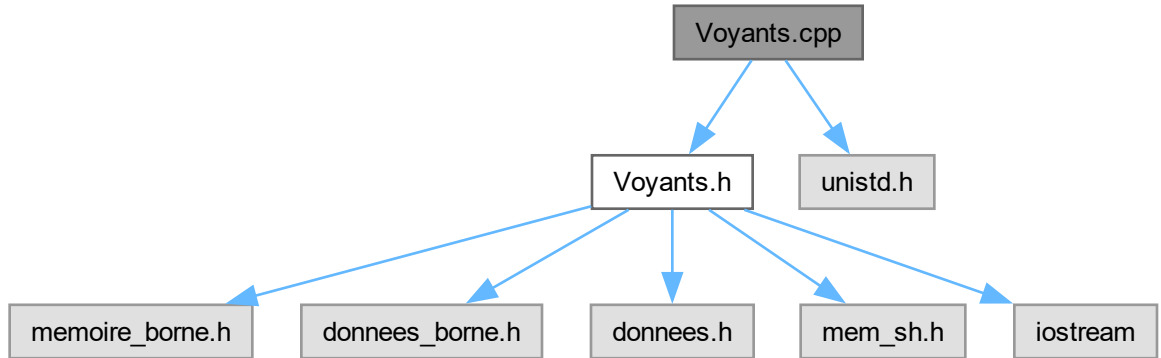 Voyants.cpp
Voyants.h
unistd.h
memoire_borne.h
donnees_borne.h
donnees.h
mem_sh.h
iostream